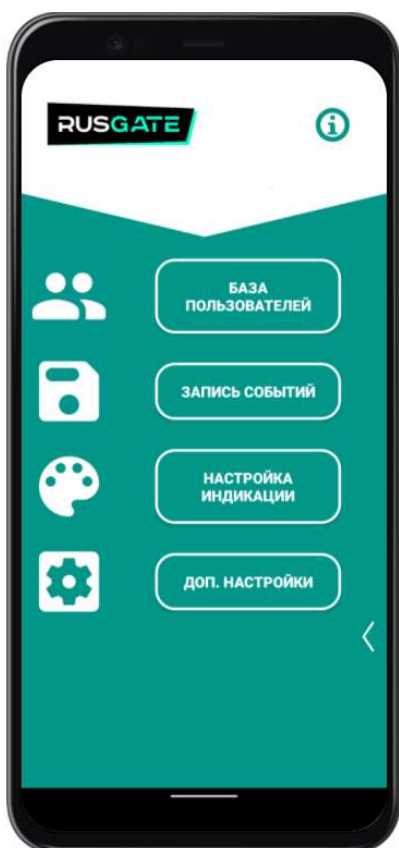 RUSGATE
БАЗА
ПОЛЬЗОВАТЕЛЕЙ
ЗАПИСЬ СОБЫТИЙ
НАСТРОЙКА
ИНДИКАЦИИ
ДОП. НАСТРОЙКИ